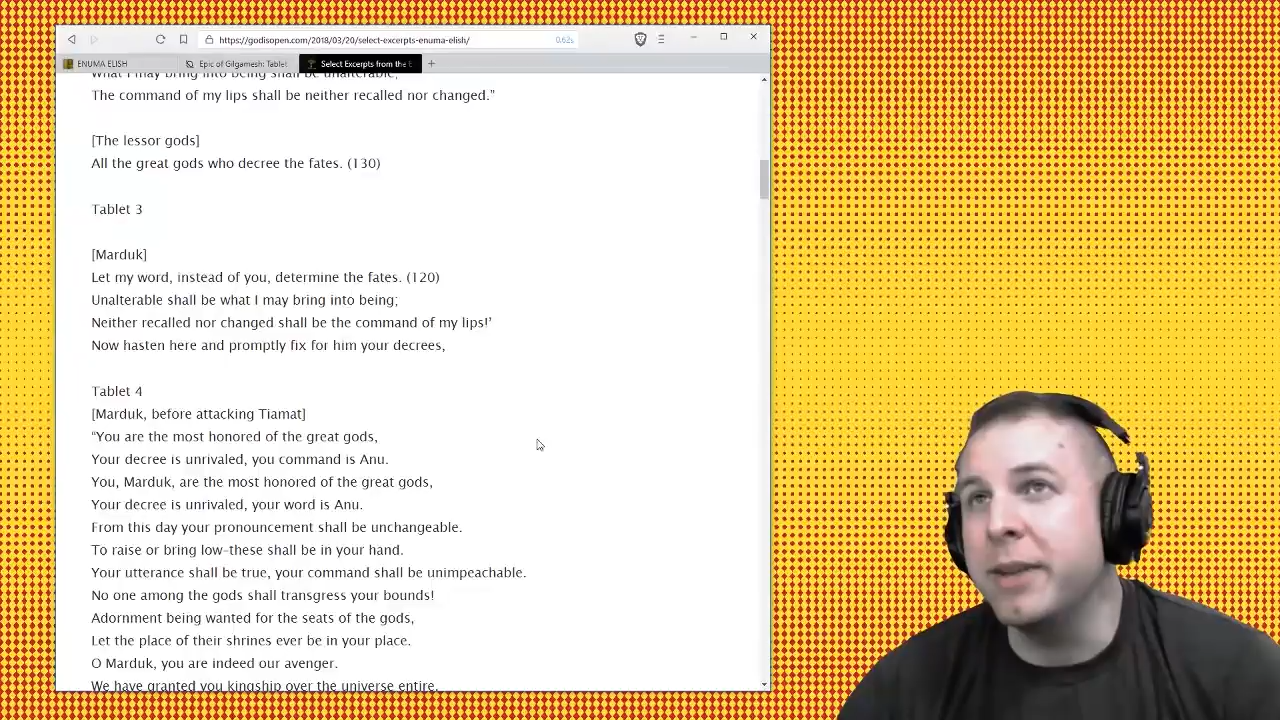 https://godisopen.com/2018/03/20/select-excerpts-enuma-elish/
0.62s
ENUMA ELISH
Epic of Gilgamesh: Tablet
Select Excerpts from the E
What I may bring into being shall be unalterable;
The command of my lips shall be neither recalled nor changed.”
[The lessor gods]
All the great gods who decree the fates. (130)
Tablet 3
[Marduk]
Let my word, instead of you, determine the fates. (120)
Unalterable shall be what I may bring into being;
Neither recalled nor changed shall be the command of my lips!’
Now hasten here and promptly fix for him your decrees,
Tablet 4
[Marduk, before attacking Tiamat]
“You are the most honored of the great gods,
Your decree is unrivaled, you command is Anu.
You, Marduk, are the most honored of the great gods,
Your decree is unrivaled, your word is Anu.
From this day your pronouncement shall be unchangeable.
To raise or bring low–these shall be in your hand.
Your utterance shall be true, your command shall be unimpeachable.
No one among the gods shall transgress your bounds!
Adornment being wanted for the seats of the gods,
Let the place of their shrines ever be in your place.
O Marduk, you are indeed our avenger.
We have granted you kingship over the universe entire.